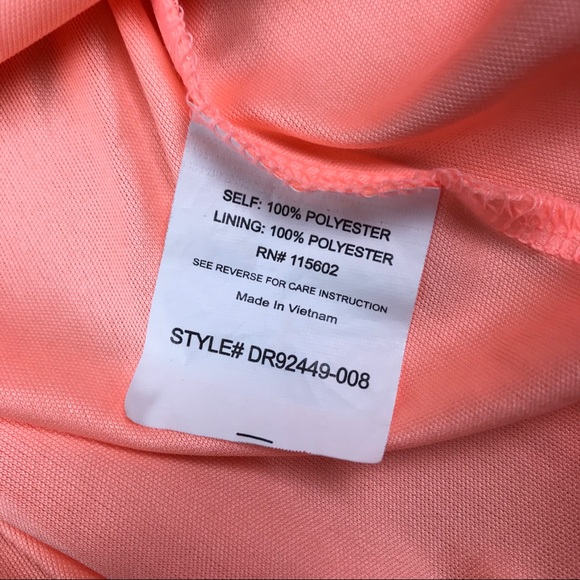 SELF: 100% POLYESTER
LINING: 100% POLYESTER
RN# 115602
SEE REVERSE FOR CARE INSTRUCTION
Made In Vietnam
STYLE# DR92449-008